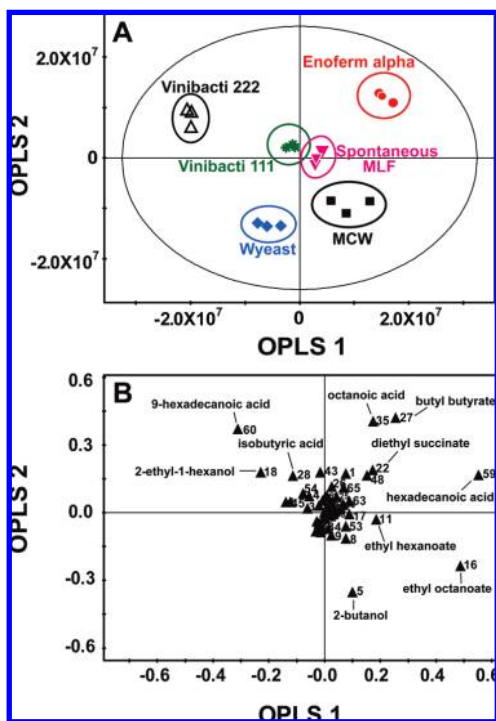 A
Enoferm alpha
2.0X10⁷
Vinibacti 222
Spontaneous
MLF
0
Vinibacti 111
Wyeast
MCW
-2.0X10⁷
OPLS 2
-2.0X10⁷ 0 2.0X10⁷
OPLS 1
B
0.6
9-hexadecanoic acid
octanoic acid
butyl butyrate
35 27
60
isobutyric acid
diethyl succinate
0.3
2-ethyl-1-hexanol
18 28 43 1 22 48 59
54 65
hexadecanoic acid
63
0.0
17 11
53
ethyl hexanoate
9 8
16
-0.3
ethyl octanoate
5
2-butanol
-0.6
OPLS 2
-0.6 -0.4 -0.2 -0.0 0.2 0.4 0.6
OPLS 1